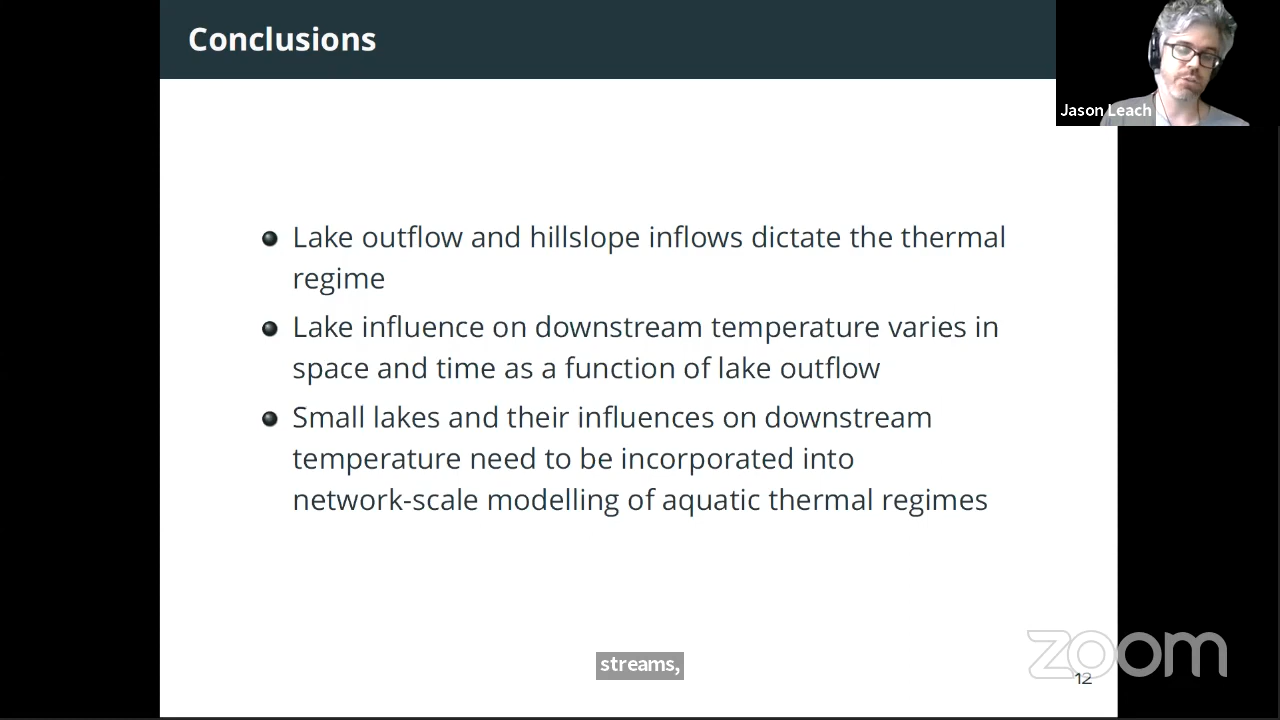 Conclusions
Jason Leach
Lake outflow and hillslope inflows dictate the thermal
regime
Lake influence on downstream temperature varies in
space and time as a function of lake outflow
Small lakes and their influences on downstream
temperature need to be incorporated into
network-scale modelling of aquatic thermal regimes
streams,
zoom
12